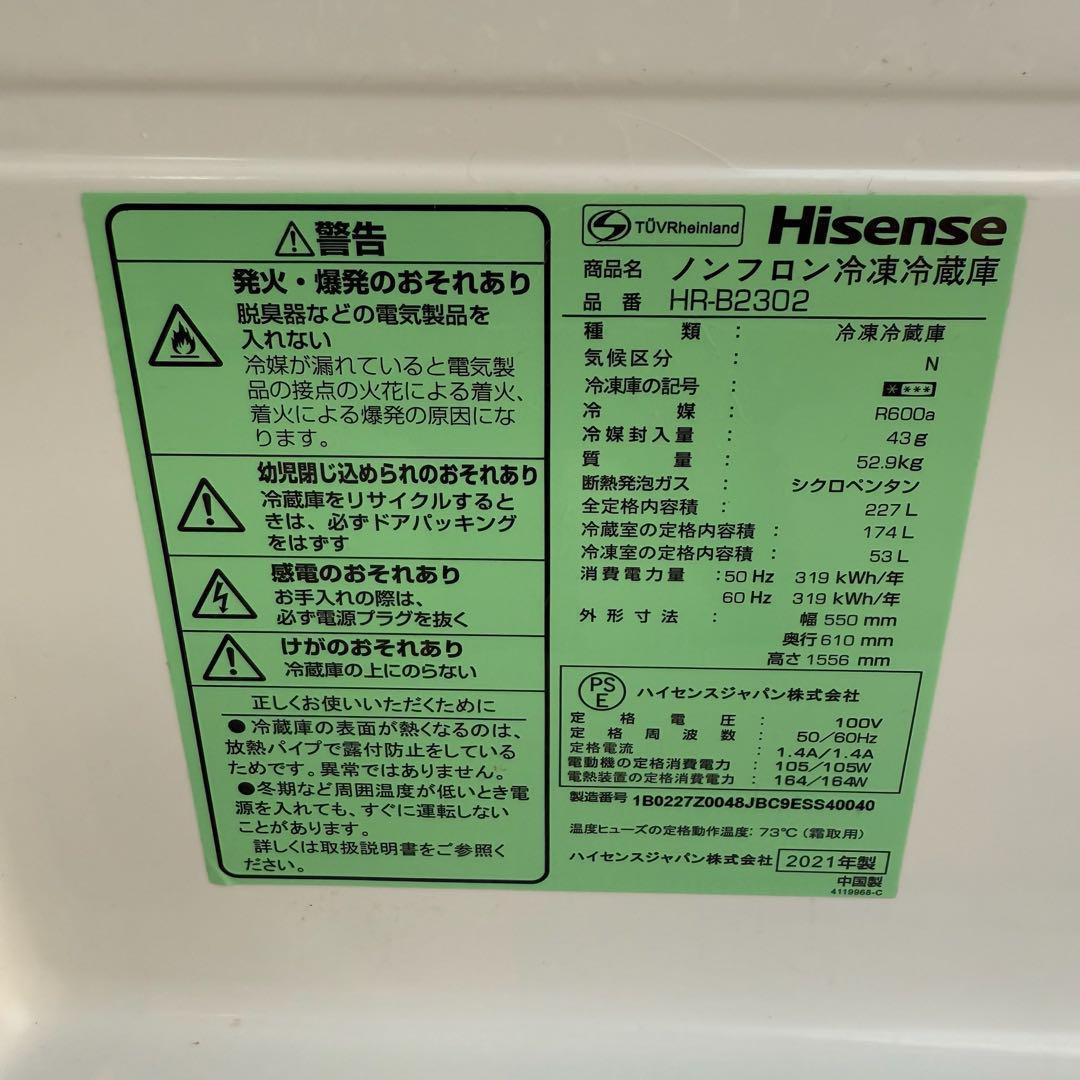 ⚠警告
発火・爆発のおそれあり
脱臭器などの電気製品を
入れない
冷媒が漏れていると電気製
品の接点の火花による着火、
着火による爆発の原因にな
ります。
幼児閉じ込められのおそれあり
冷蔵庫をリサイクルすると
きは、必ずドアパッキング
をはずす
感電のおそれあり
お手入れの際は、
必ず電源プラグを抜く
けがのおそれあり
冷蔵庫の上にのらない
正しくお使いいただくために
●冷蔵庫の表面が熱くなるのは、
放熱パイプで露付防止をしている
ためです。異常ではありません。
●冬期など周囲温度が低いとき電
源を入れても、すぐに運転しない
ことがあります。
詳しくは取扱説明書をご参照く
ださい。
TÜVRheinland Hisense
商品名 ノンフロン冷凍冷蔵庫
品番 HR-B2302
種類： 冷凍冷蔵庫
気候区分： N
冷凍庫の記号： ****
冷媒： R600a
冷媒封入量： 43g
質量： 52.9kg
断熱発泡ガス： シクロペンタン
全定格内容積： 227L
冷蔵室の定格内容積： 174L
冷凍室の定格内容積： 53L
消費電力量：50Hz 319kWh/年
60Hz 319kWh/年
外形寸法： 幅550mm
奥行610mm
高さ1556mm
PSE ハイセンスジャパン株式会社
定格電圧： 100V
定格周波数： 50/60Hz
定格電流： 1.4A/1.4A
電動機の定格消費電力： 105/105W
電熱装置の定格消費電力： 164/164W
製造番号 1B0227Z0048JBC9ESS40040
温度ヒューズの定格動作温度：73℃（霜取用）
ハイセンスジャパン株式会社 2021年製
中国製
4119968-C